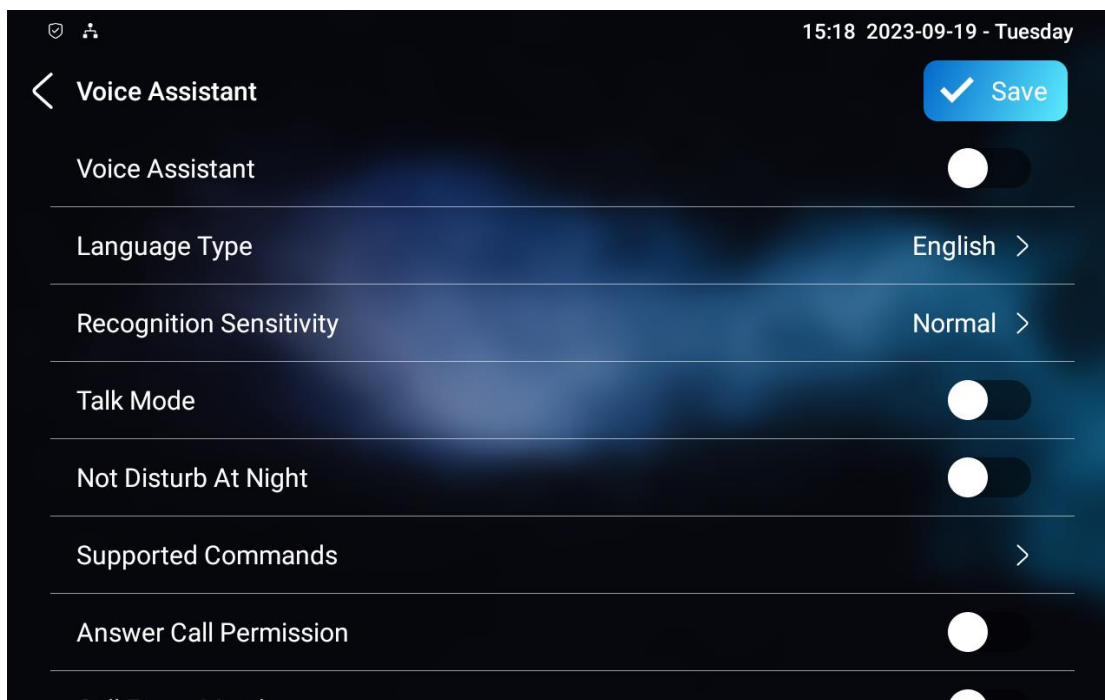 15:18 2023-09-19 - Tuesday
Voice Assistant
Save
Voice Assistant
Language Type English
Recognition Sensitivity Normal
Talk Mode
Not Disturb At Night
Supported Commands
Answer Call Permission